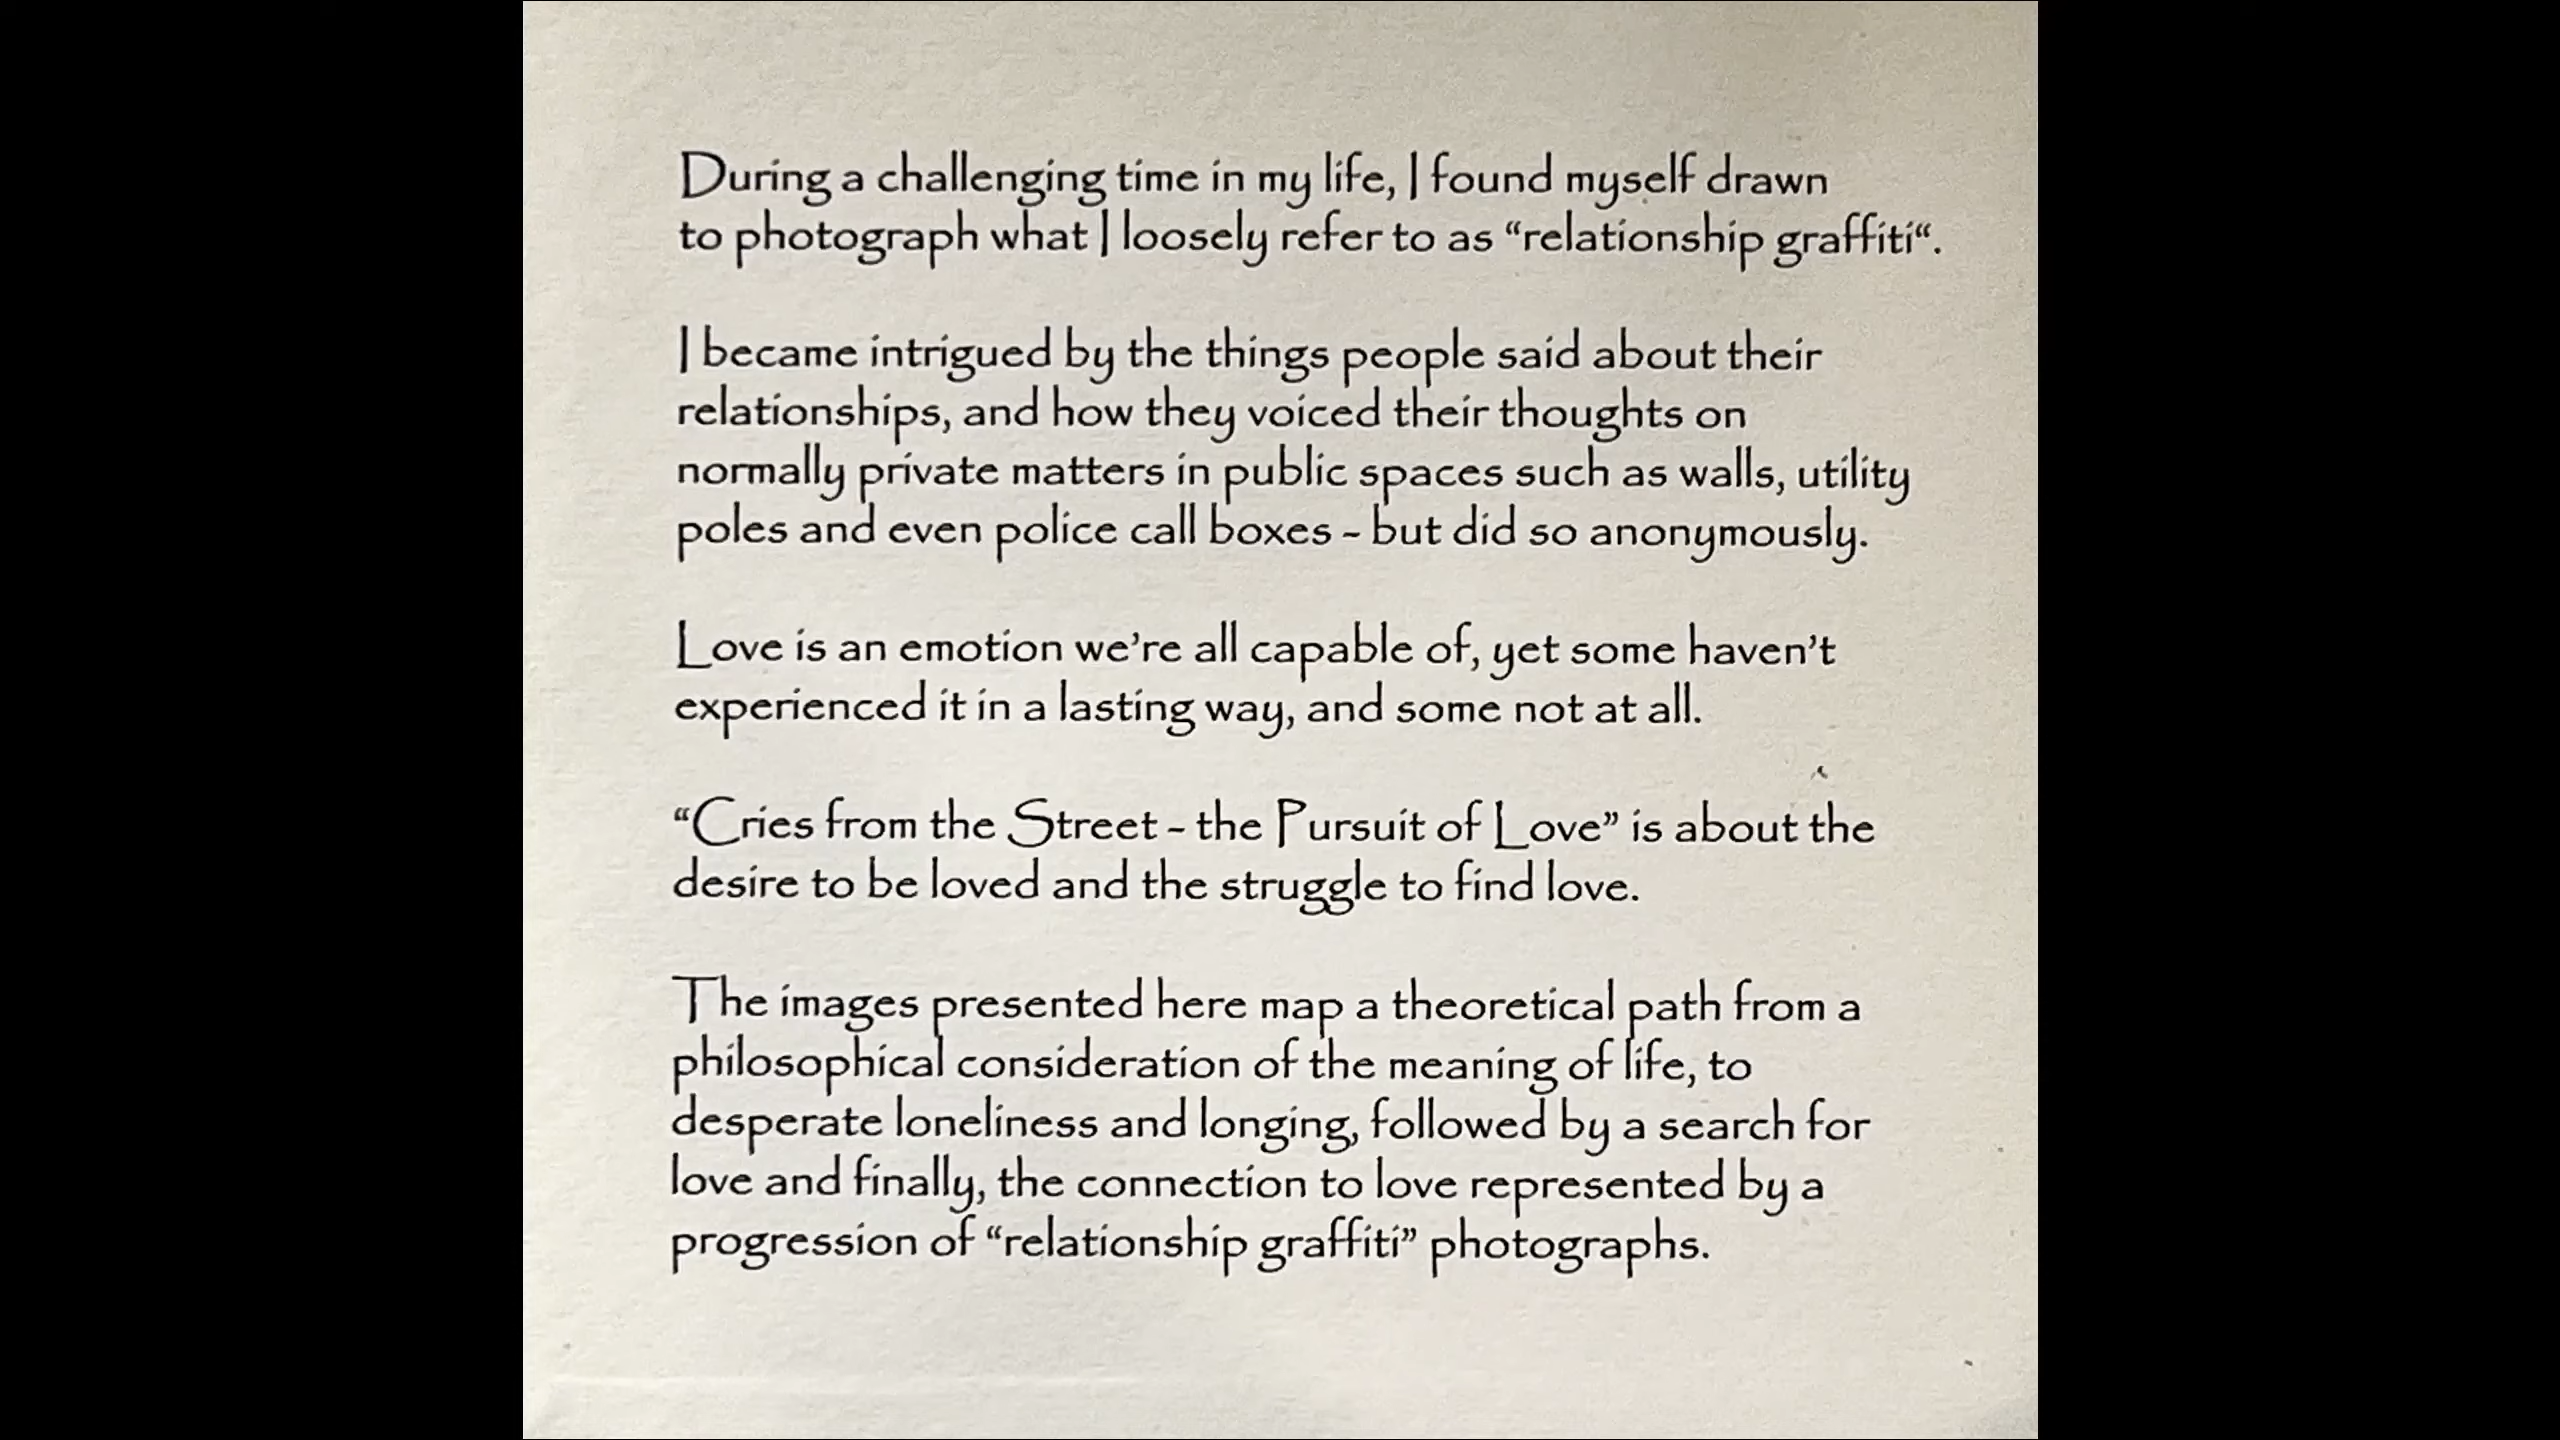 During a challenging time in my life, I found myself drawn
to photograph what I loosely refer to as “relationship graffiti“.
I became intrigued by the things people said about their
relationships, and how they voiced their thoughts on
normally private matters in public spaces such as walls, utility
poles and even police call boxes - but did so anonymously.
Love is an emotion we’re all capable of, yet some haven’t
experienced it in a lasting way, and some not at all.
“Cries from the Street - the Pursuit of Love” is about the
desire to be loved and the struggle to find love.
The images presented here map a theoretical path from a
philosophical consideration of the meaning of life, to
desperate loneliness and longing, followed by a search for
love and finally, the connection to love represented by a
progression of “relationship graffiti” photographs.